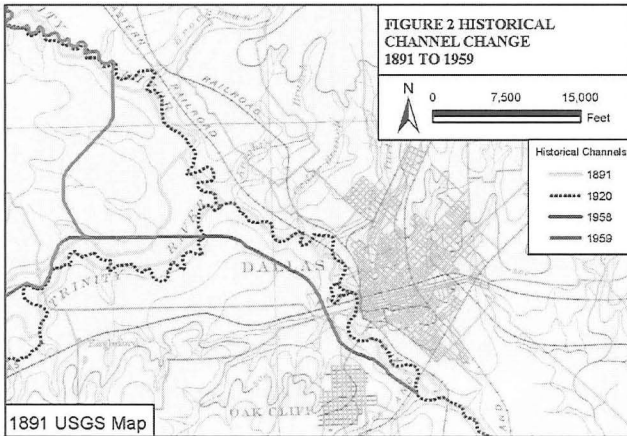 FIGURE 2 HISTORICAL
CHANNEL CHANGE
1891 TO 1959
N
0 7,500 15,000
Feet
Historical Channels
1891
1920
1958
1959
RAILROAD
RAILROAD
RIVER
DALLAS
TRINITY
OAK CLIFF
1891 USGS Map